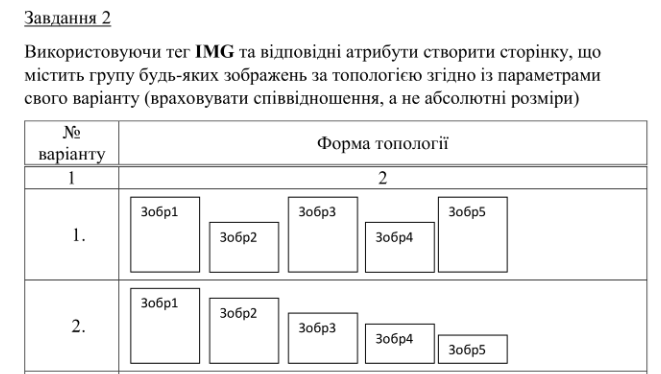 Завдання 2
Використовуючи тег IMG та відповідні атрибути створити сторінку, що
містить групу будь-яких зображень за топологією згідно із параметрами
свого варіанту (враховувати співвідношення, а не абсолютні розміри)
№
варіанту
Форма топології
1
2
1.
Зобр1
Зобр2
Зобр3
Зобр4
Зобр5
2.
Зобр1
Зобр2
Зобр3
Зобр4
Зобр5